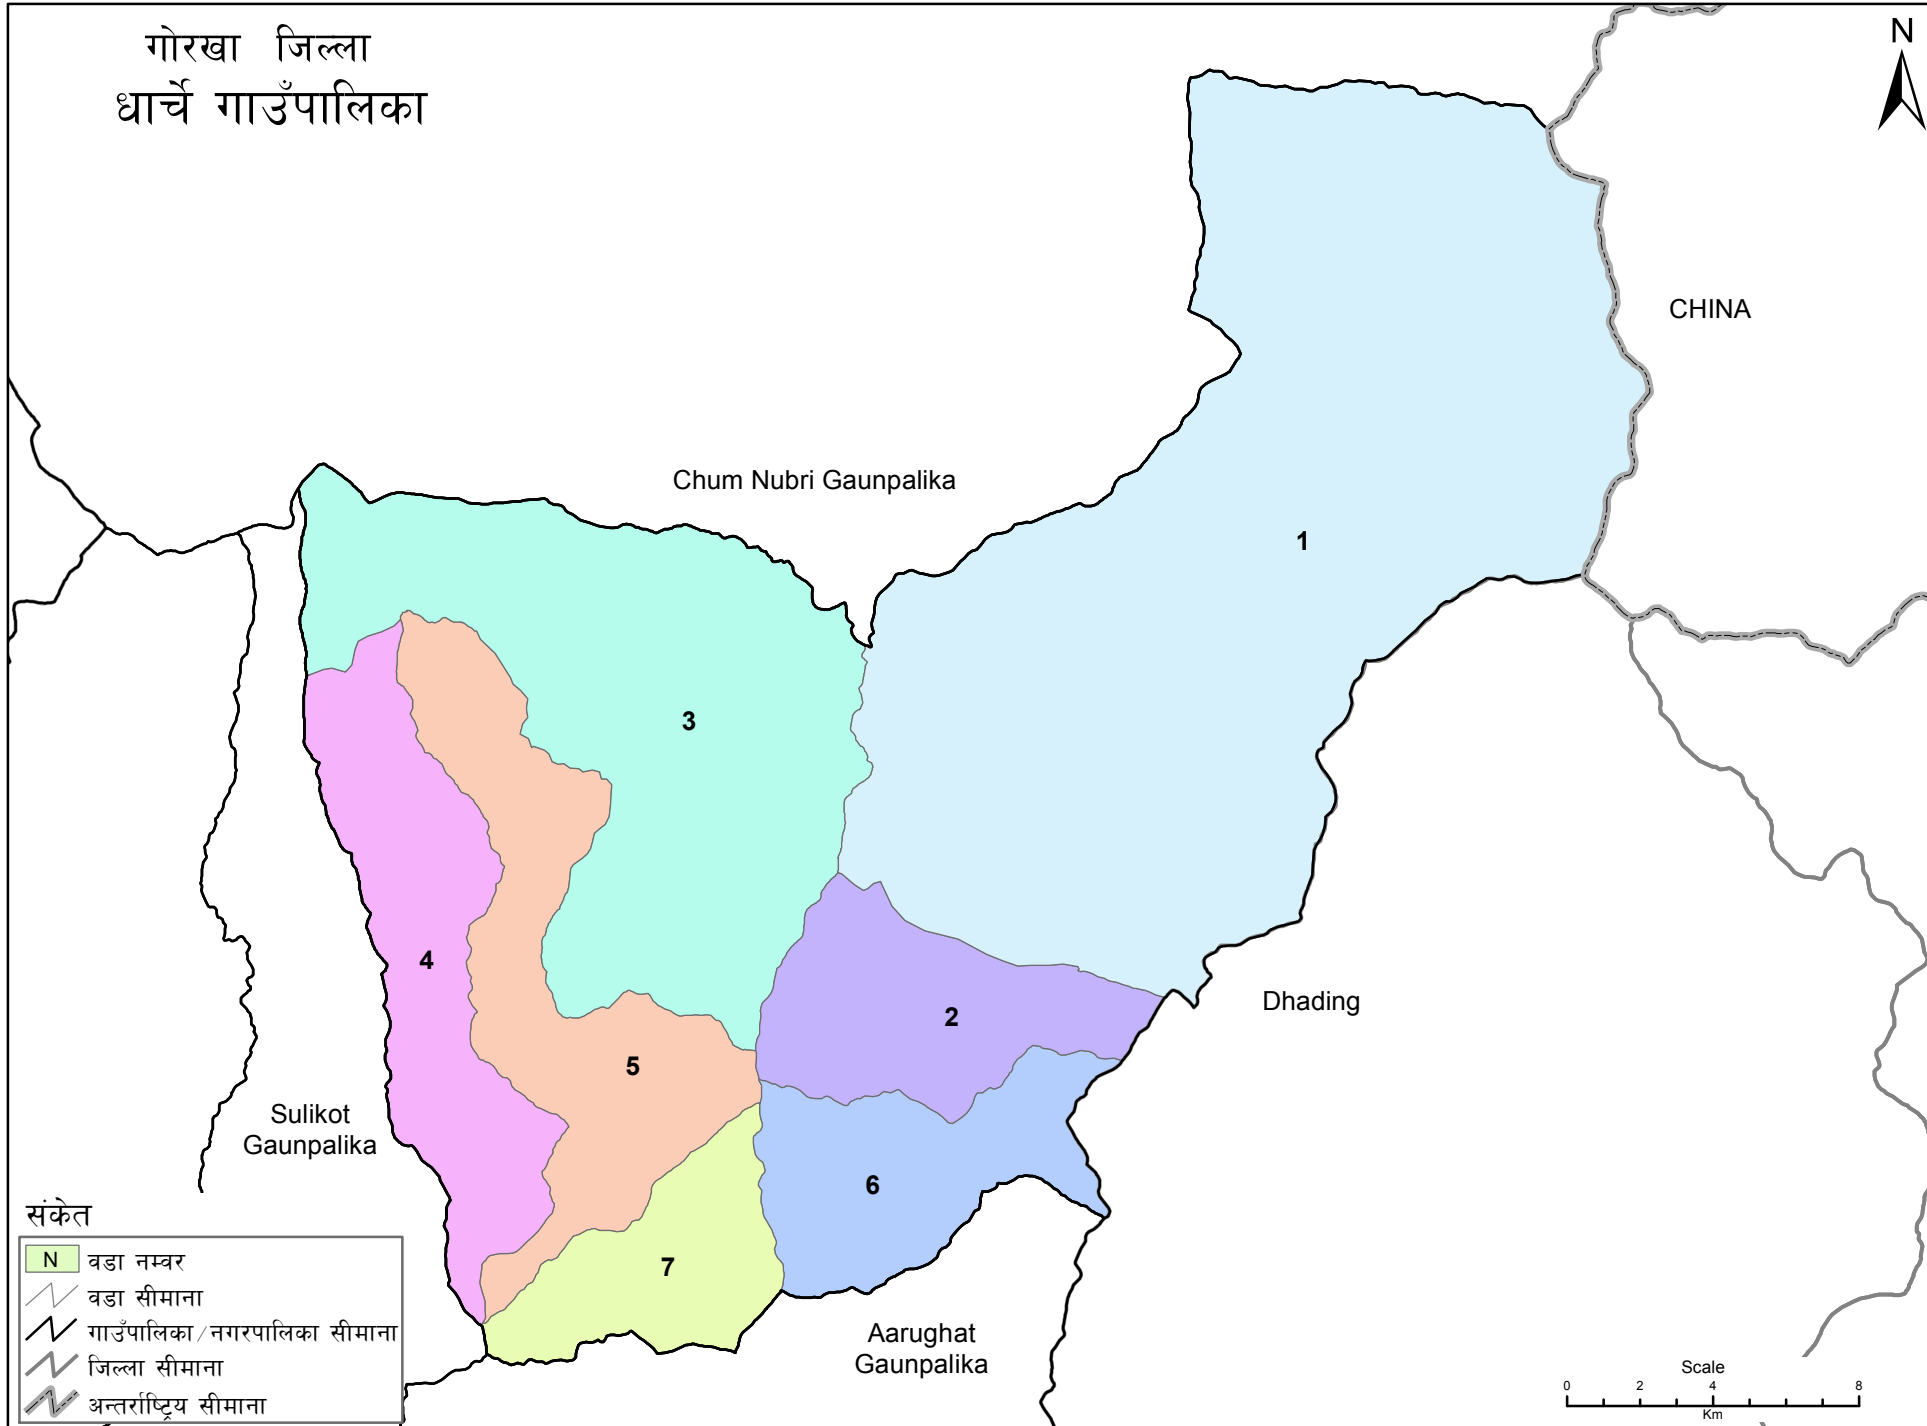 गोरखा जिल्ला
धार्चे गाउँपालिका
N
CHINA
Chum Nubri Gaunpalika
1
3
4
2
Dhading
5
Sulikot
Gaunpalika
6
7
Aarughat
Gaunpalika
संकेत
N वडा नम्वर
वडा सीमाना
गाउँपालिका/नगरपालिका सीमाना
जिल्ला सीमाना
अन्तर्राष्ट्रिय सीमाना
Scale
0 2 4 8
Km